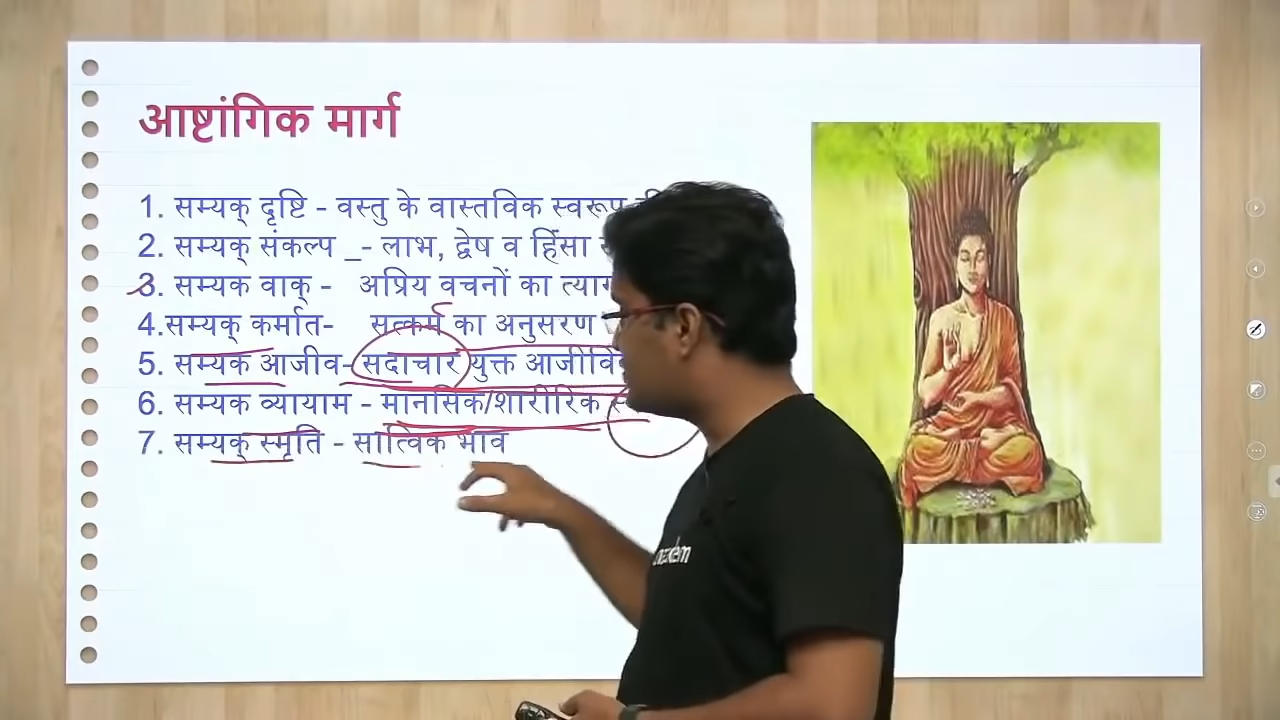 आष्टांगिक मार्ग
1. सम्यक् दृष्टि - वस्तु के वास्तविक स्वरूप
2. सम्यक् संकल्प _- लाभ, द्वेष व हिंसा
3. सम्यक वाक् - अप्रिय वचनों का त्याग
4.सम्यक् कर्मात- सत्कर्म का अनुसरण
5. सम्यक आजीव- सदाचार युक्त
6. सम्यक व्यायाम - मानसिक/शारीरिक
7. सम्यक् स्मृति - सात्विक भाव